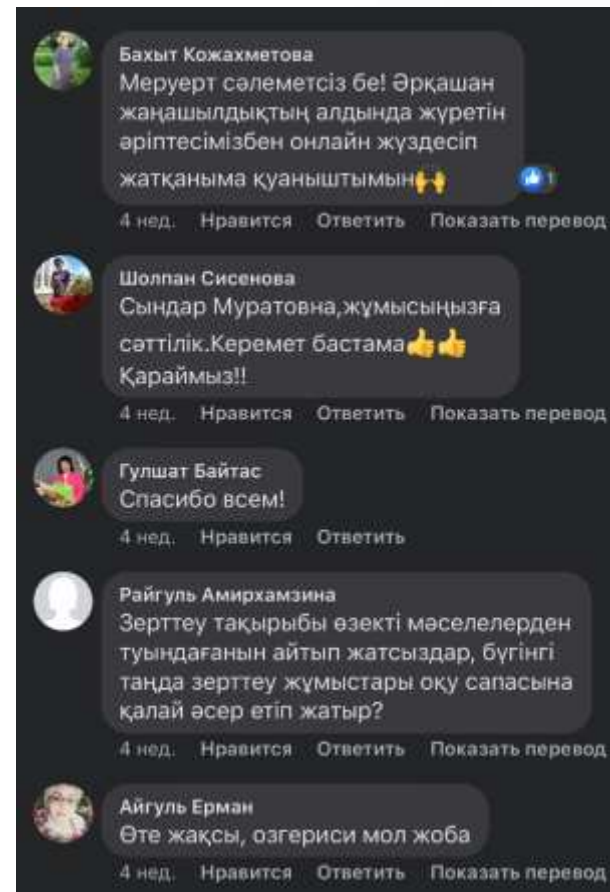 Бахыт Кожахметова
Меруерт сәлеметсіз бе! Әрқашан
жаңашылдықтың алдында жүретін
әріптесімізбен онлайн жүздесіп
жатқаныма қуаныштымын🙌
1
4 нед. Нравится Ответить Показать перевод
Шолпан Сисенова
Сындар Муратовна,жұмысыңызға
сәттілік.Керемет бастама👍👍
Қараймыз!!
4 нед. Нравится Ответить Показать перевод
Гулшат Байтас
Спасибо всем!
4 нед. Нравится Ответить
Райгуль Амирхамзина
Зерттеу тақырыбы өзекті мәселелерден
туындағанын айтып жатсыздар, бүгінгі
таңда зерттеу жұмыстары оқу сапасына
қалай әсер етіп жатыр?
4 нед. Нравится Ответить Показать перевод
Айгуль Ерман
Өте жақсы, озгериси мол жоба
4 нед. Нравится Ответить Показать перевод